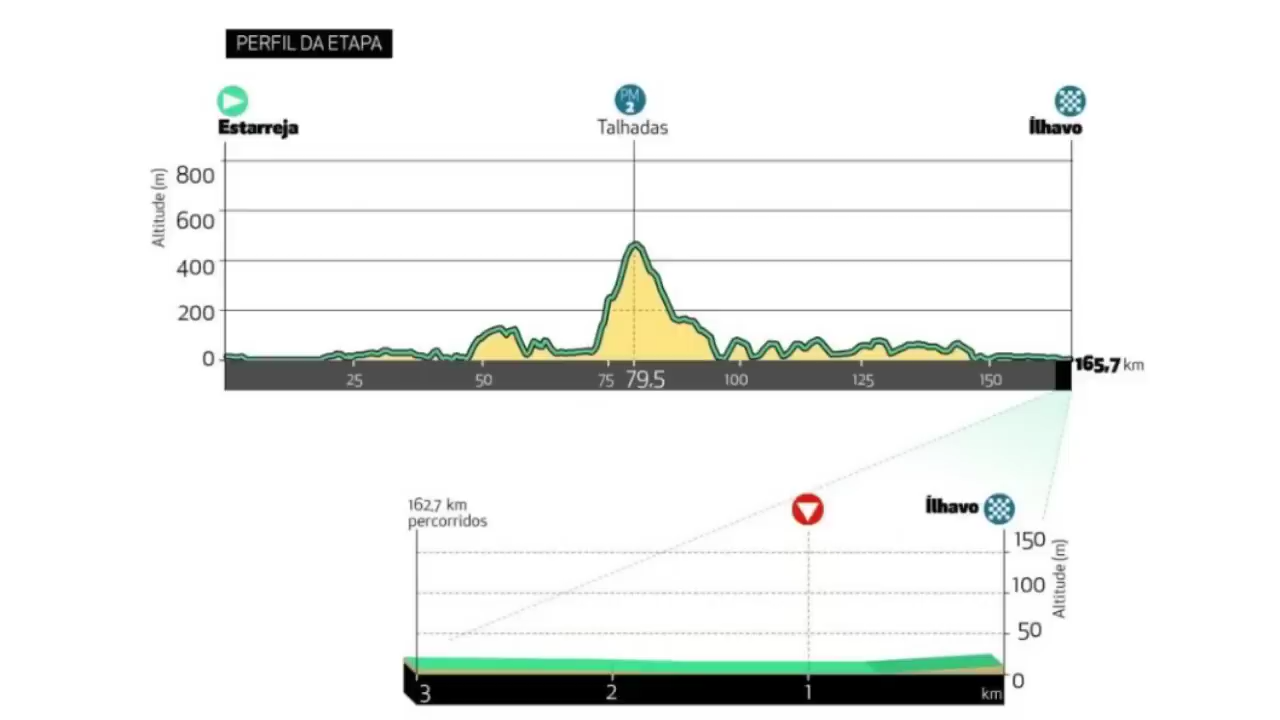 PERFIL DA ETAPA
PM
2
Estarreja
Talhadas
Ílhavo
Altitude (m)
800
600
400
200
0
25
50
75
79,5
100
125
150
165,7 km
162,7 km
percorridos
Ílhavo
150
100
50
0
Altitude (m)
3
2
1
km